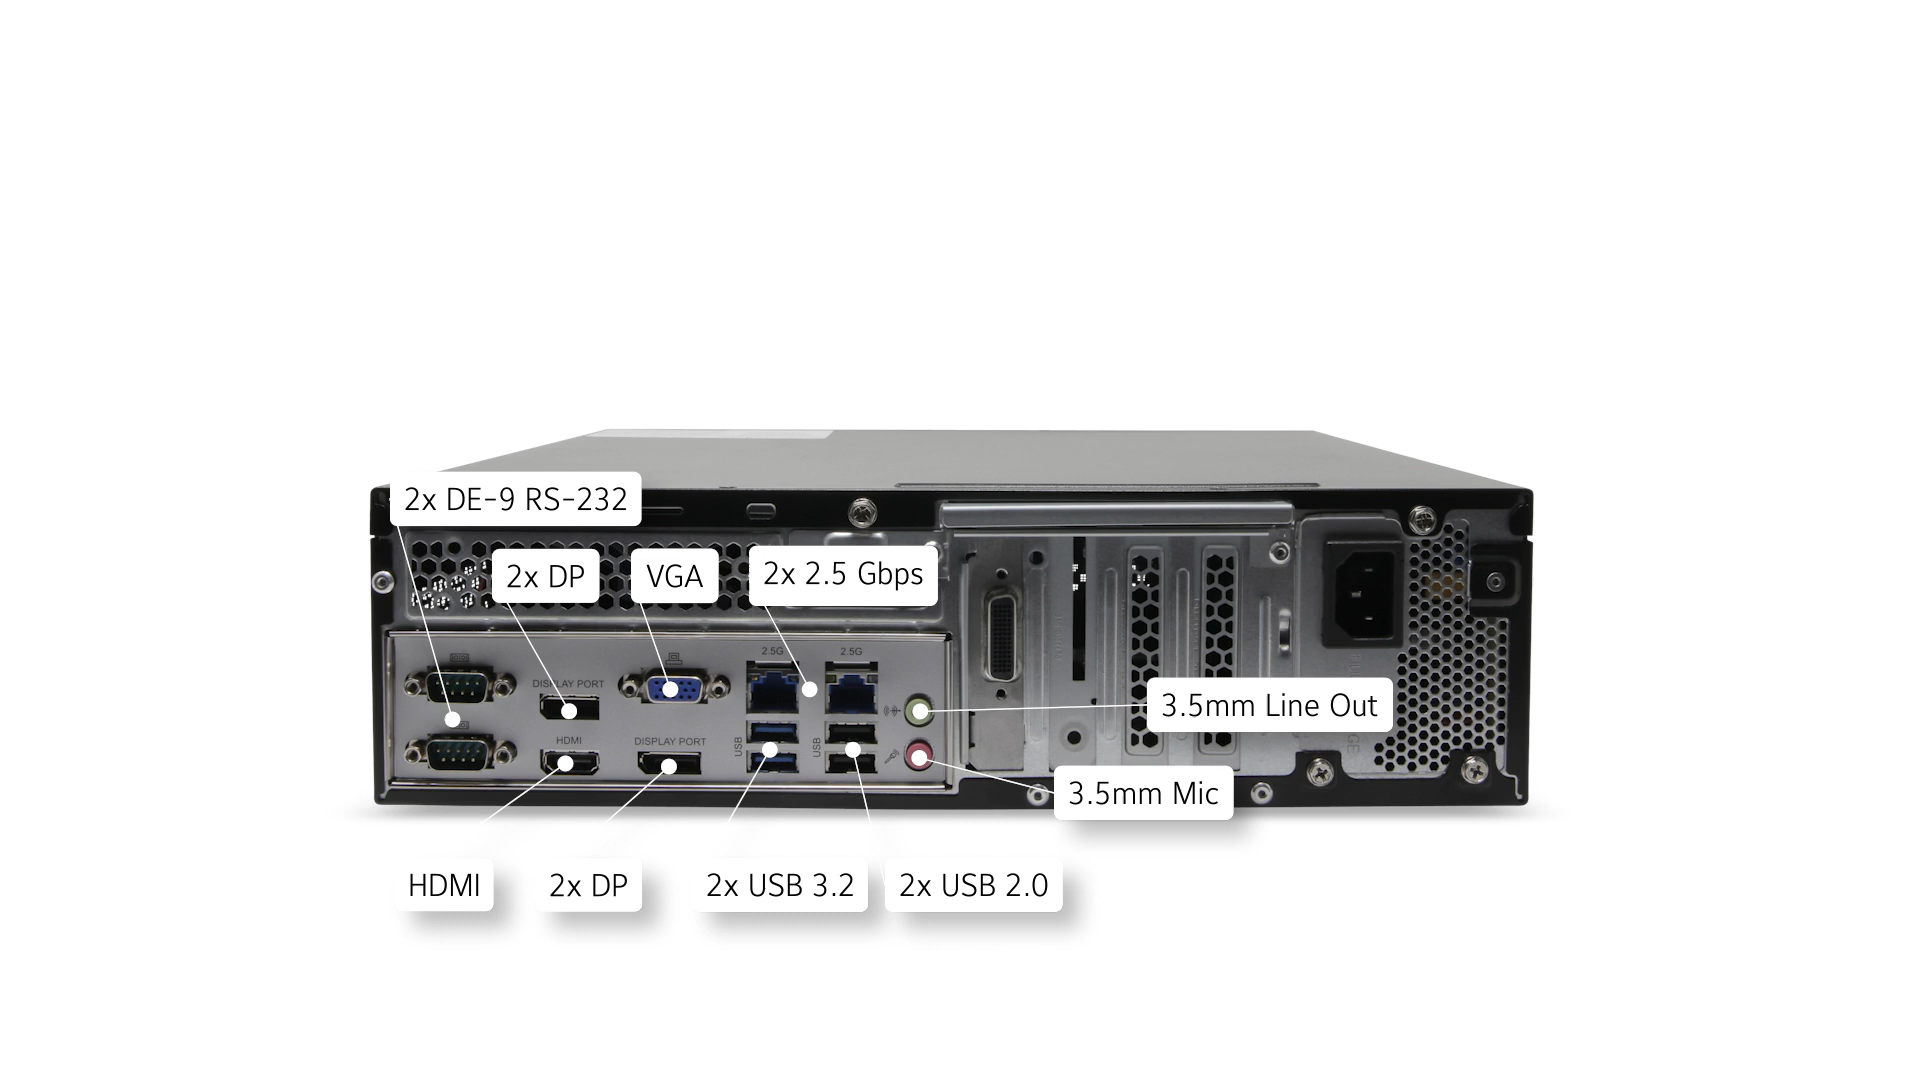 2x DE-9 RS-232
2x DP
VGA
2x 2.5 Gbps
2.5G
2.5G
DISPLAY PORT
3.5mm Line Out
HDMI
DISPLAY PORT
USB
USB
3.5mm Mic
HDMI
2x DP
2x USB 3.2
2x USB 2.0